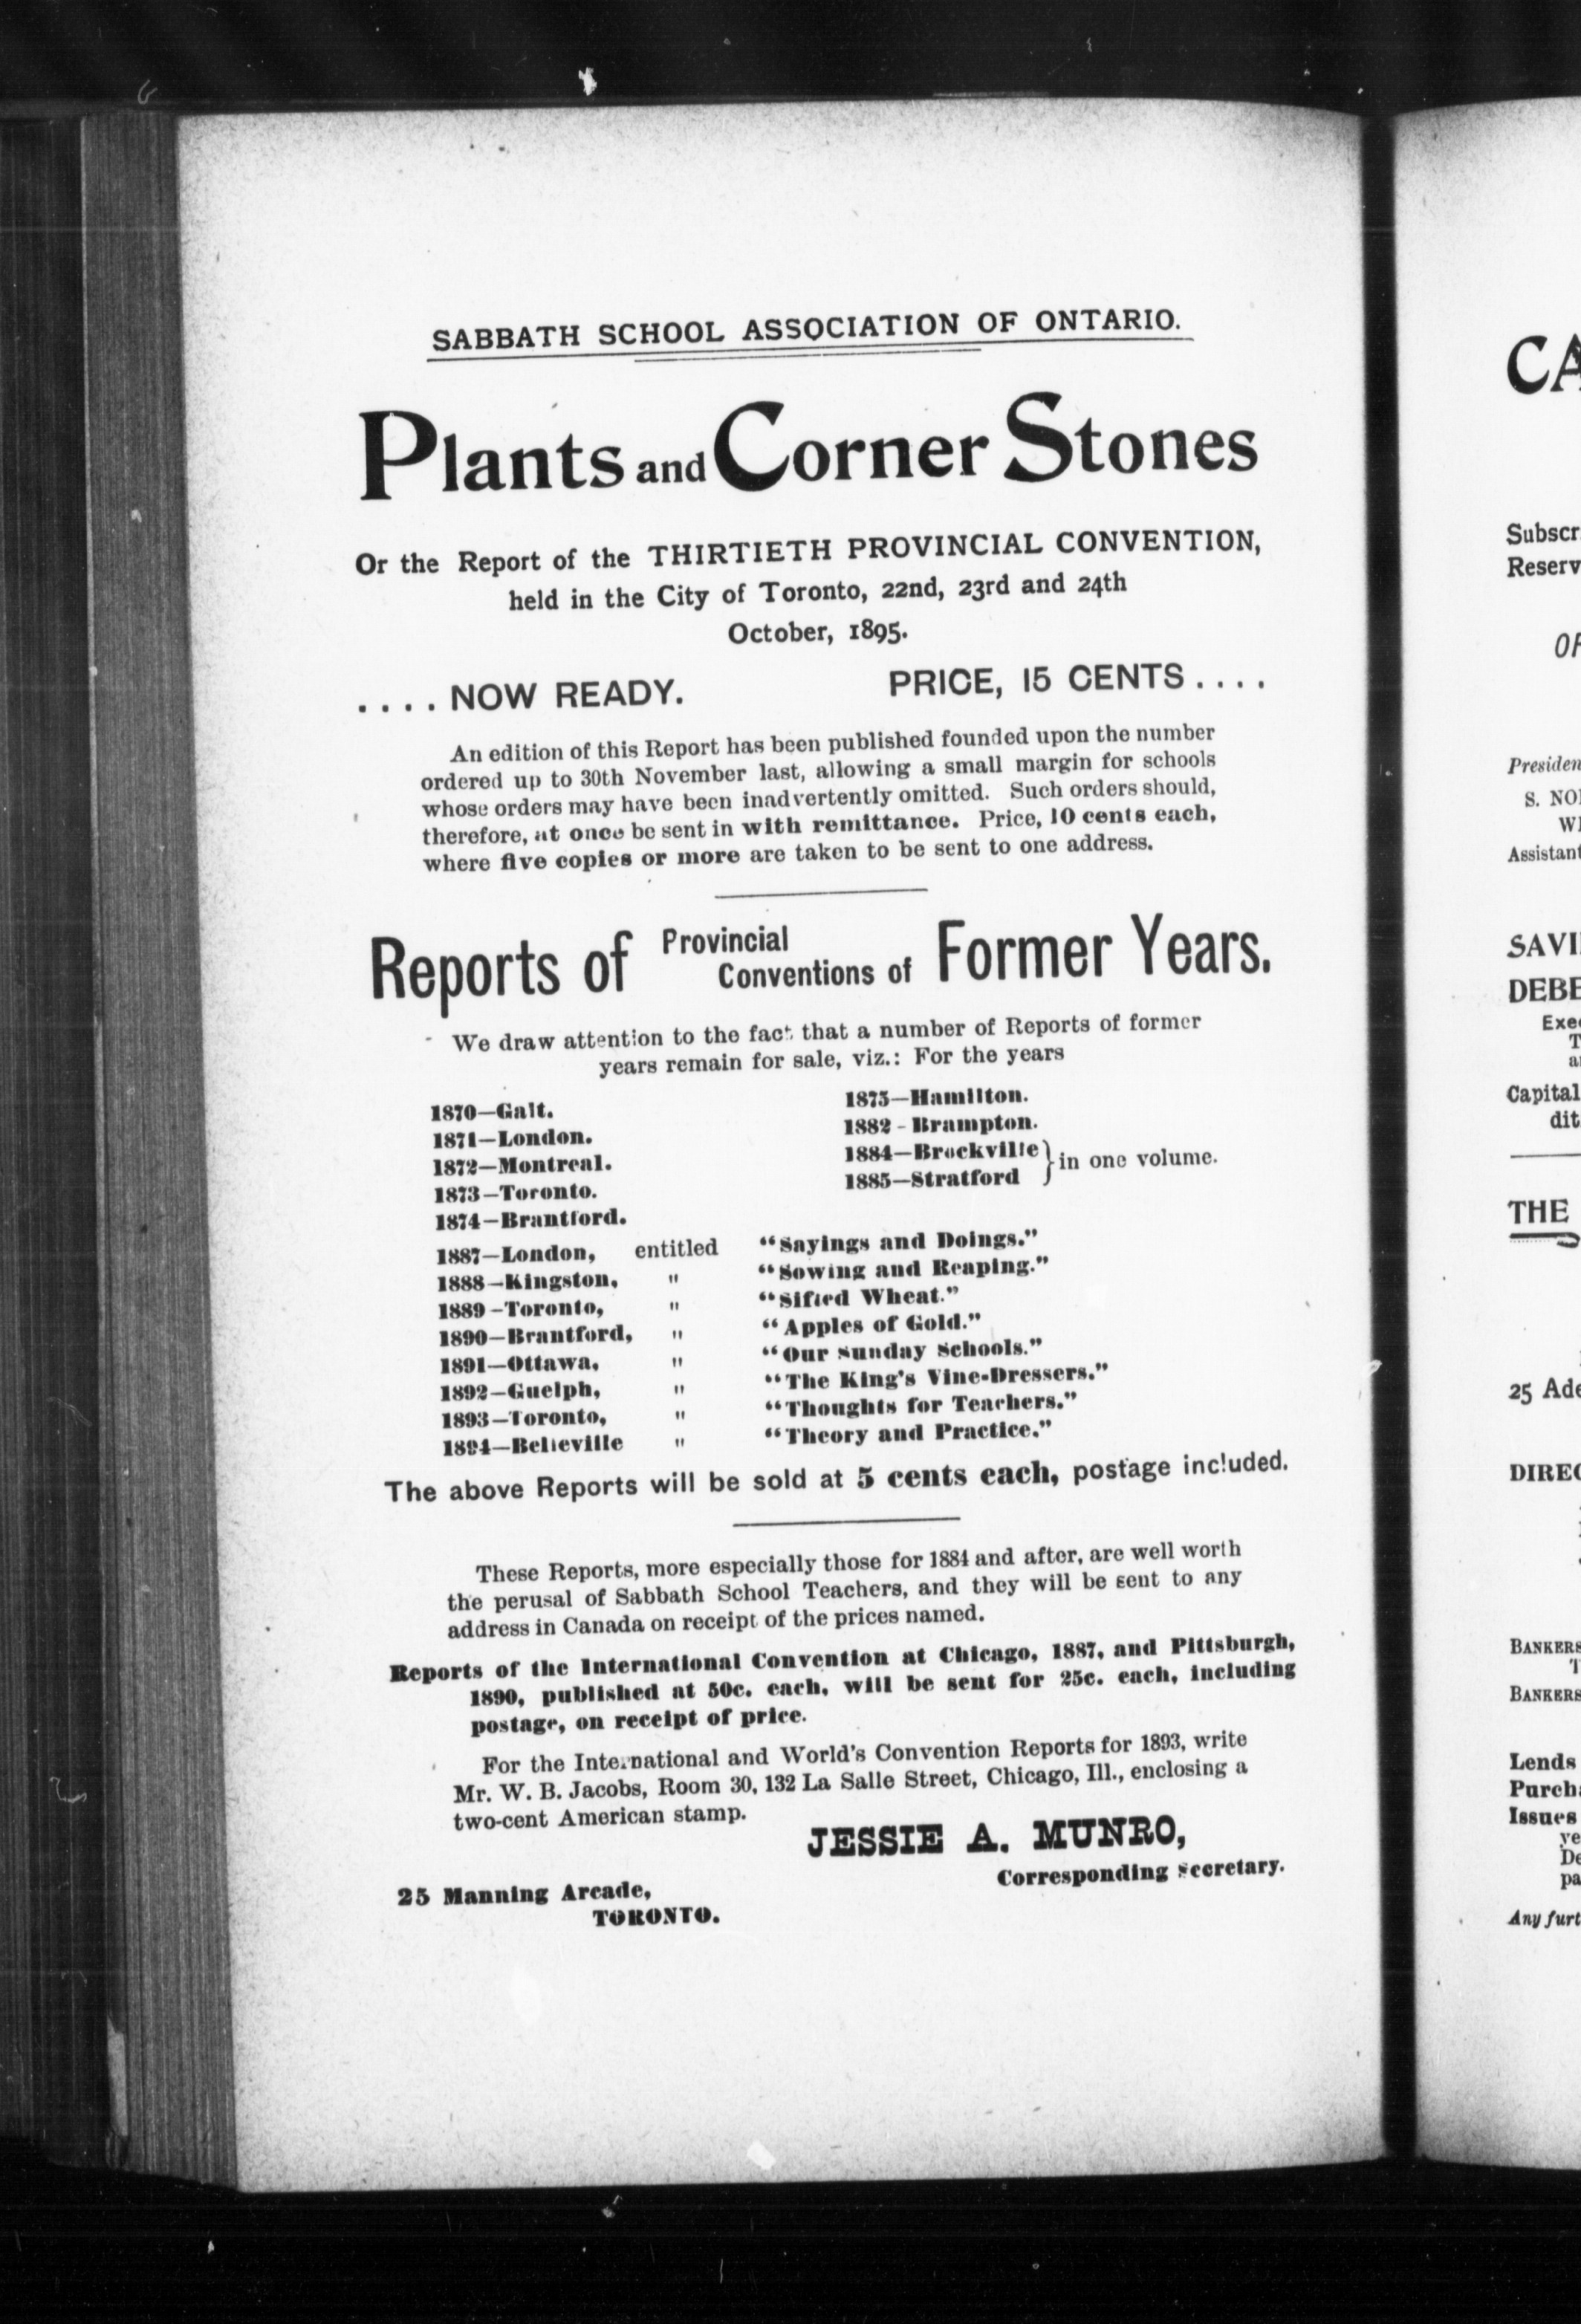 SABBATH SCHOOL ASSOCIATION OF ONTARIO.
Plants and Corner Stones
Or the Report of the THIRTIETH PROVINCIAL CONVENTION,
held in the City of Toronto, 22nd, 23rd and 24th
October, 1895.
.... NOW READY. PRICE, 15 CENTS ....
An edition of this Report has been published founded upon the number
ordered up to 30th November last, allowing a small margin for schools
whose orders may have been inadvertently omitted. Such orders should,
therefore, at once be sent in with remittance. Price, 10 cents each,
where five copies or more are taken to be sent to one address.
Reports of Provincial Conventions of Former Years.
We draw attention to the fact that a number of Reports of former
years remain for sale, viz.: For the years
1870—Galt.
1871—London.
1872—Montreal.
1873—Toronto.
1874—Brantford.
1875—Hamilton.
1882-Brampton.
1884—Brockville } in one volume.
1885—Stratford
1887—London, entitled "Sayings and Doings."
1888—Kingston, " "Sowing and Reaping."
1889-Toronto, " "Sifted Wheat."
1890—Brantford, " "Apples of Gold."
1891—Ottawa, " "Our Sunday Schools."
1892—Guelph, " "The King's Vine-Dressers."
1893—Toronto, " "Thoughts for Teachers."
1894—Belleville " "Theory and Practice."
The above Reports will be sold at 5 cents each, postage included.
These Reports, more especially those for 1884 and after, are well worth
the perusal of Sabbath School Teachers, and they will be sent to any
address in Canada on receipt of the prices named.
Reports of the International Convention at Chicago, 1887, and Pittsburgh,
1890, published at 50c. each, will be sent for 25c. each, including
postage, on receipt of price.
For the International and World's Convention Reports for 1893, write
Mr. W. B. Jacobs, Room 30, 132 La Salle Street, Chicago, Ill., enclosing a
two-cent American stamp.
JESSIE A. MUNRO,
Corresponding Secretary.
25 Manning Arcade,
TORONTO.
CA
Subscr
Reserv
OF
Presiden
S. NO
W
Assistant
SAVI
DEBE
Exe
T
a
Capital
dit
THE
25 Ade
DIREC
BANKERS
T
BANKERS
Lends
Purch
Issues
ye
De
pa
Any furt